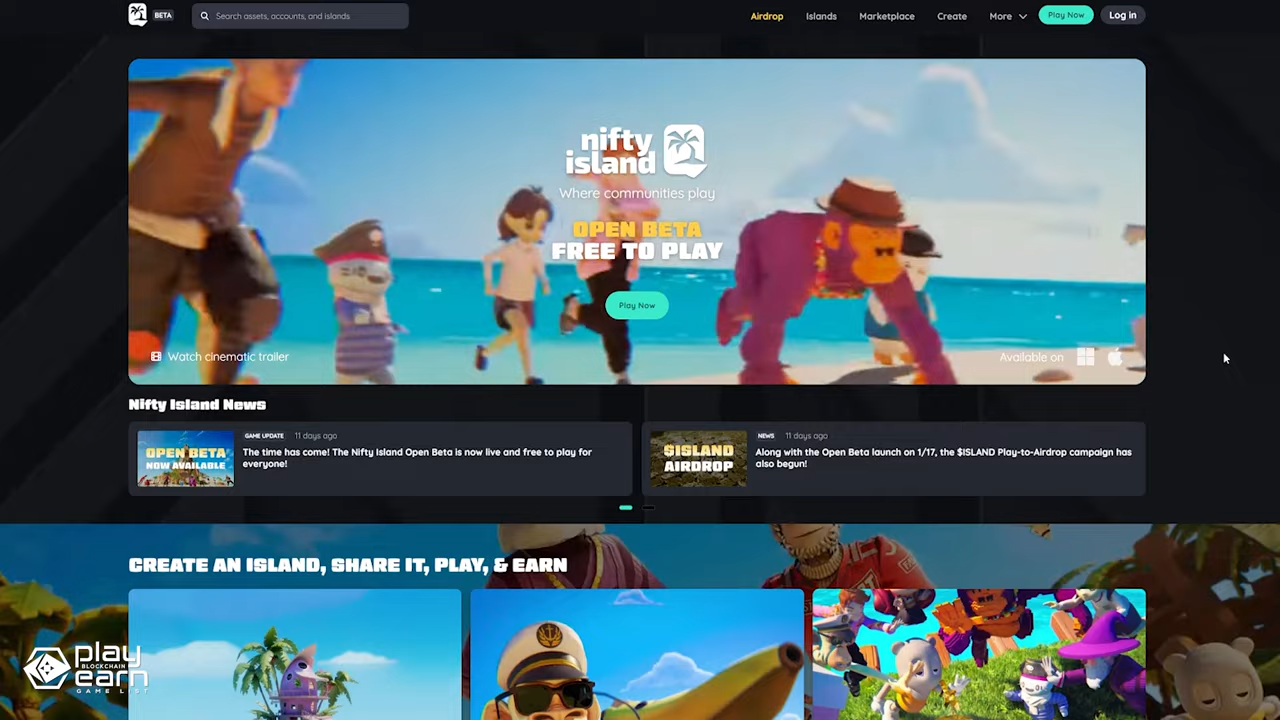 BETA
Search assets, accounts, and islands
Airdrop
Islands
Marketplace
Create
More
Play Now
Log in
nifty
island
Where communities play
OPEN BETA
FREE TO PLAY
Play Now
Watch cinematic trailer
Available on
Nifty Island News
OPEN BETA
NOW AVAILABLE
GAME UPDATE 11 days ago
The time has come! The Nifty Island Open Beta is now live and free to play for
everyone!
$ISLAND
AIRDROP
NEWS 11 days ago
Along with the Open Beta launch on 1/17, the $ISLAND Play-to-Airdrop campaign has
also begun!
CREATE AN ISLAND, SHARE IT, PLAY, & EARN
play
BLOCKCHAIN
earn
GAME LIST